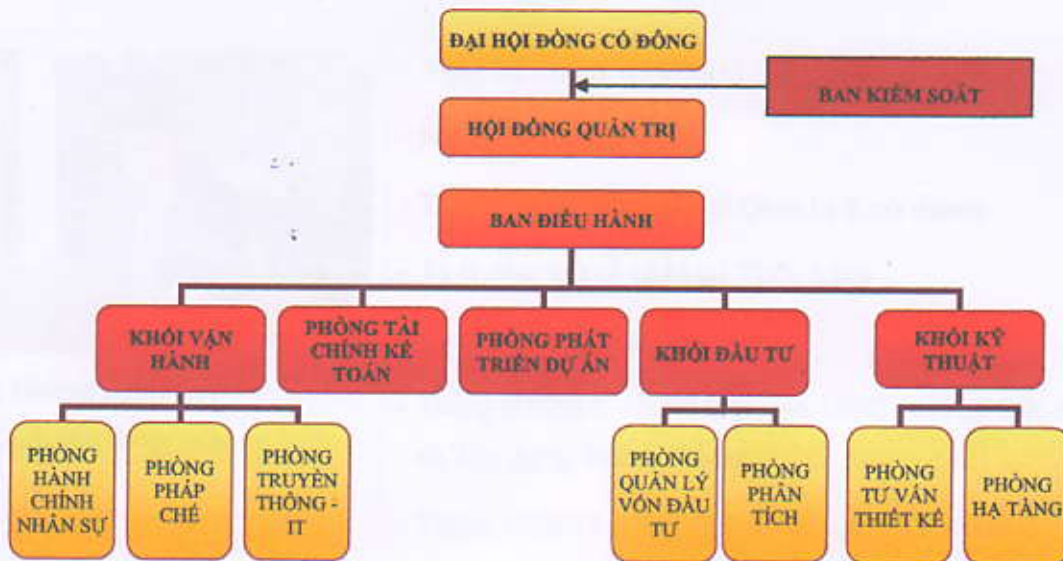 ĐẠI HỘI ĐỒNG CỔ ĐÔNG
BAN KIỂM SOÁT
HỘI ĐỒNG QUẢN TRỊ
BAN ĐIỀU HÀNH
KHỐI VẬN
HÀNH
PHÒNG TÀI
CHÍNH KẾ
TOÁN
PHÒNG PHÁT
TRIỂN DỰ ÁN
KHỐI ĐẦU TƯ
KHỐI KỸ
THUẬT
PHÒNG
HÀNH
CHÍNH
NHÂN SỰ
PHÒNG
PHÁP
CHẾ
PHÒNG
TRUYỀN
THÔNG -
IT
PHÒNG
QUẢN LÝ
VỐN ĐẦU
TƯ
PHÒNG
PHÂN
TÍCH
PHÒNG
TƯ VẤN
THIẾT KẾ
PHÒNG
HẠ TẦNG